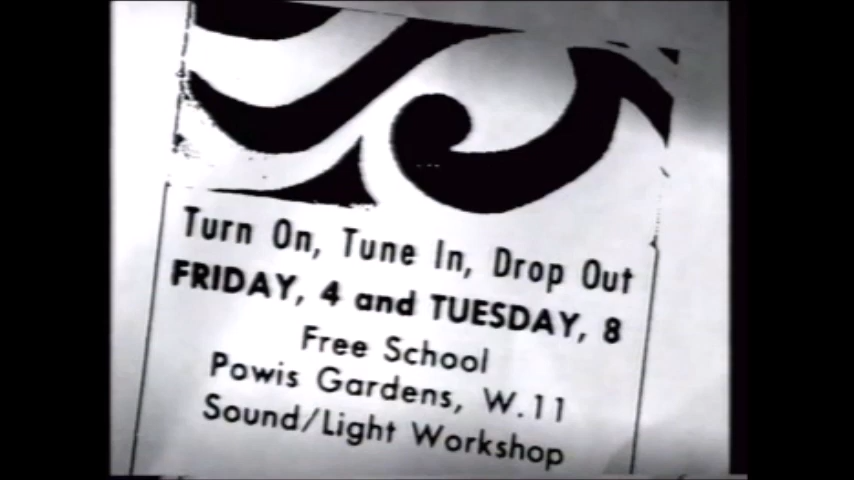 Turn On, Tune In, Drop Out
FRIDAY, 4 and TUESDAY, 8
Free School
Powis Gardens, W.11
Sound/Light Workshop